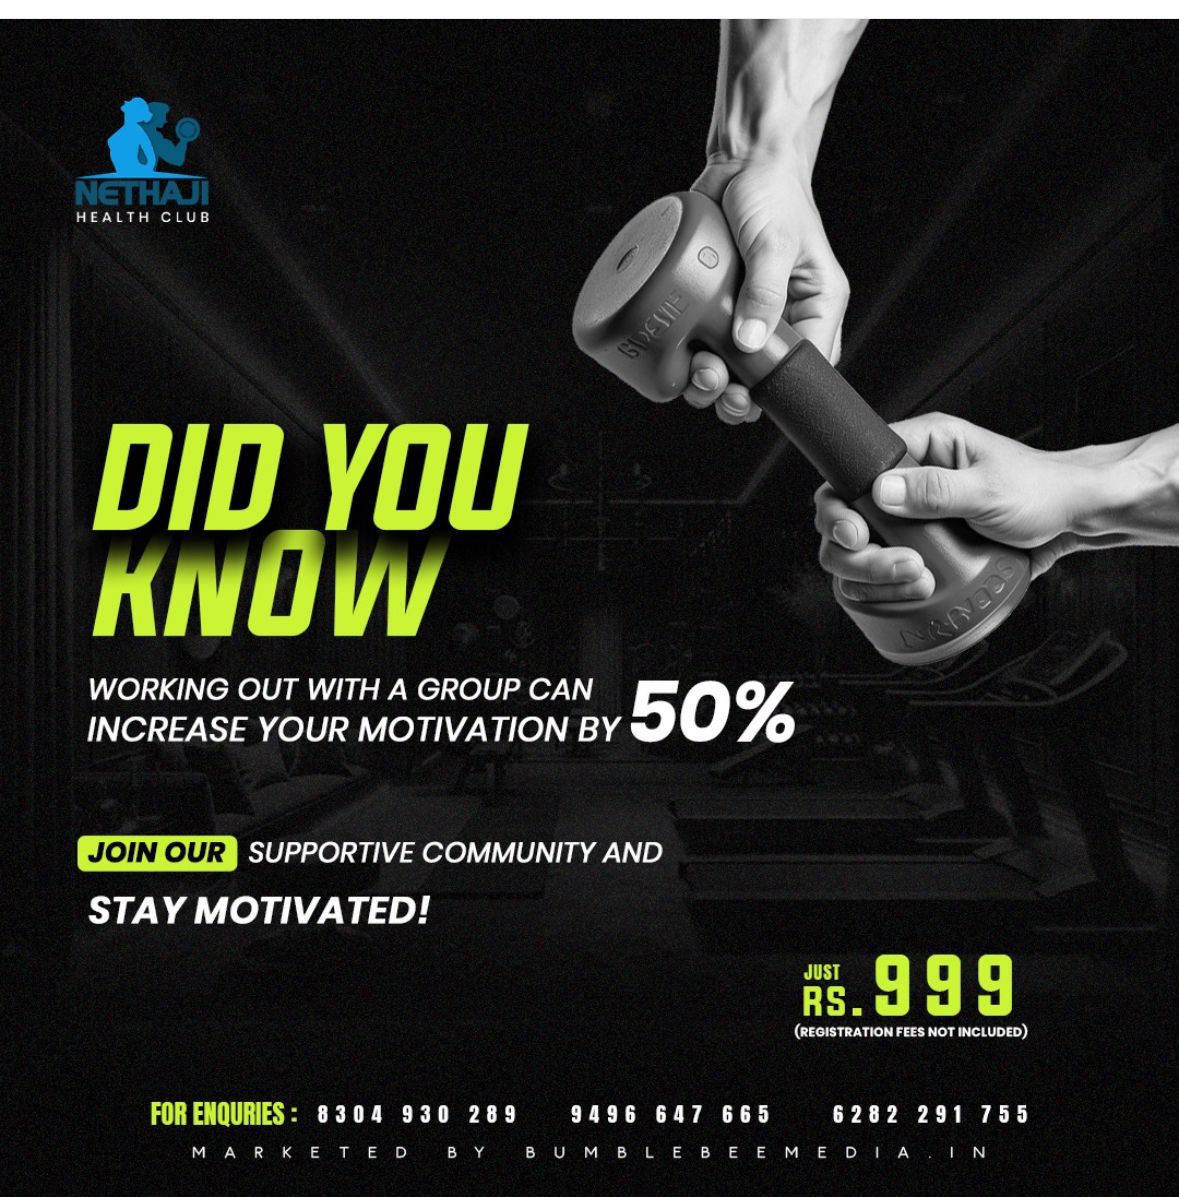 NETHAJI
HEALTH CLUB
DID YOU
KNOW
WORKING OUT WITH A GROUP CAN
INCREASE YOUR MOTIVATION BY 50%
JOIN OUR SUPPORTIVE COMMUNITY AND
STAY MOTIVATED!
JUST
RS. 999
(REGISTRATION FEES NOT INCLUDED)
FOR ENQURIES : 8304 930 289 9496 647 665 6282 291 755
MARKETED BY BUMBLEBEEMEDIA.IN